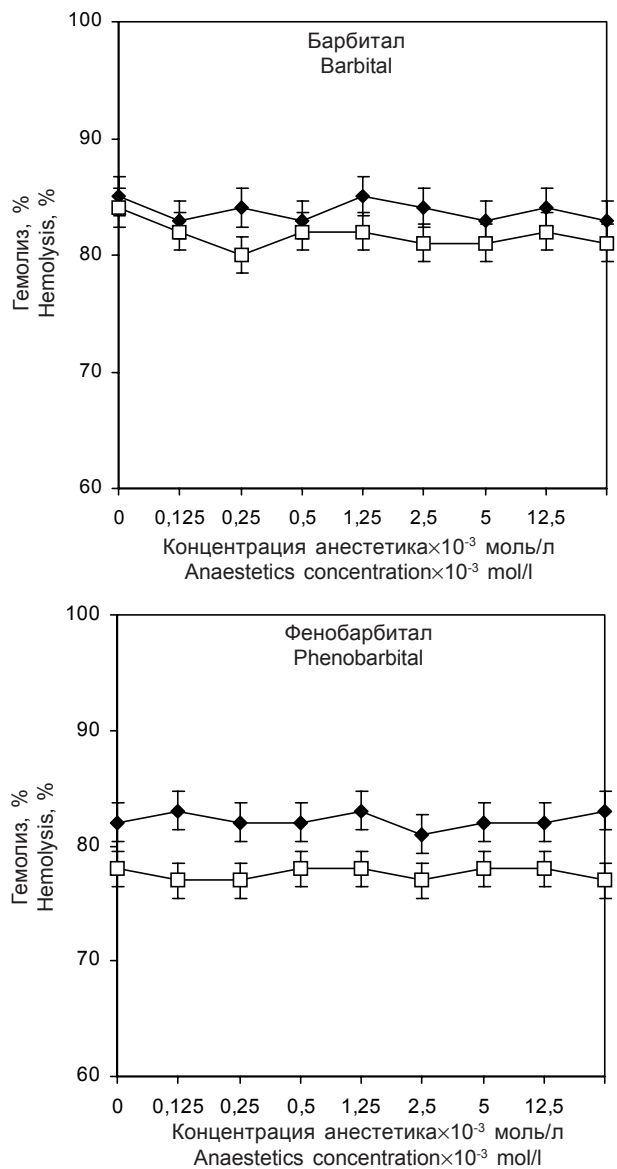 100
Барбитал
Barbital
90
80
70
60
Гемолиз, %
Hemolysis, %
0 0,125 0,25 0,5 1,25 2,5 5 12,5
Концентрация анестетика×10⁻³ моль/л
Anaestetics concentration×10⁻³ mol/l
100
Фенобарбитал
Phenobarbital
90
80
70
60
Гемолиз, %
Hemolysis, %
0 0,125 0,25 0,5 1,25 2,5 5 12,5
Концентрация анестетика×10⁻³ моль/л
Anaestetics concentration×10⁻³ mol/l